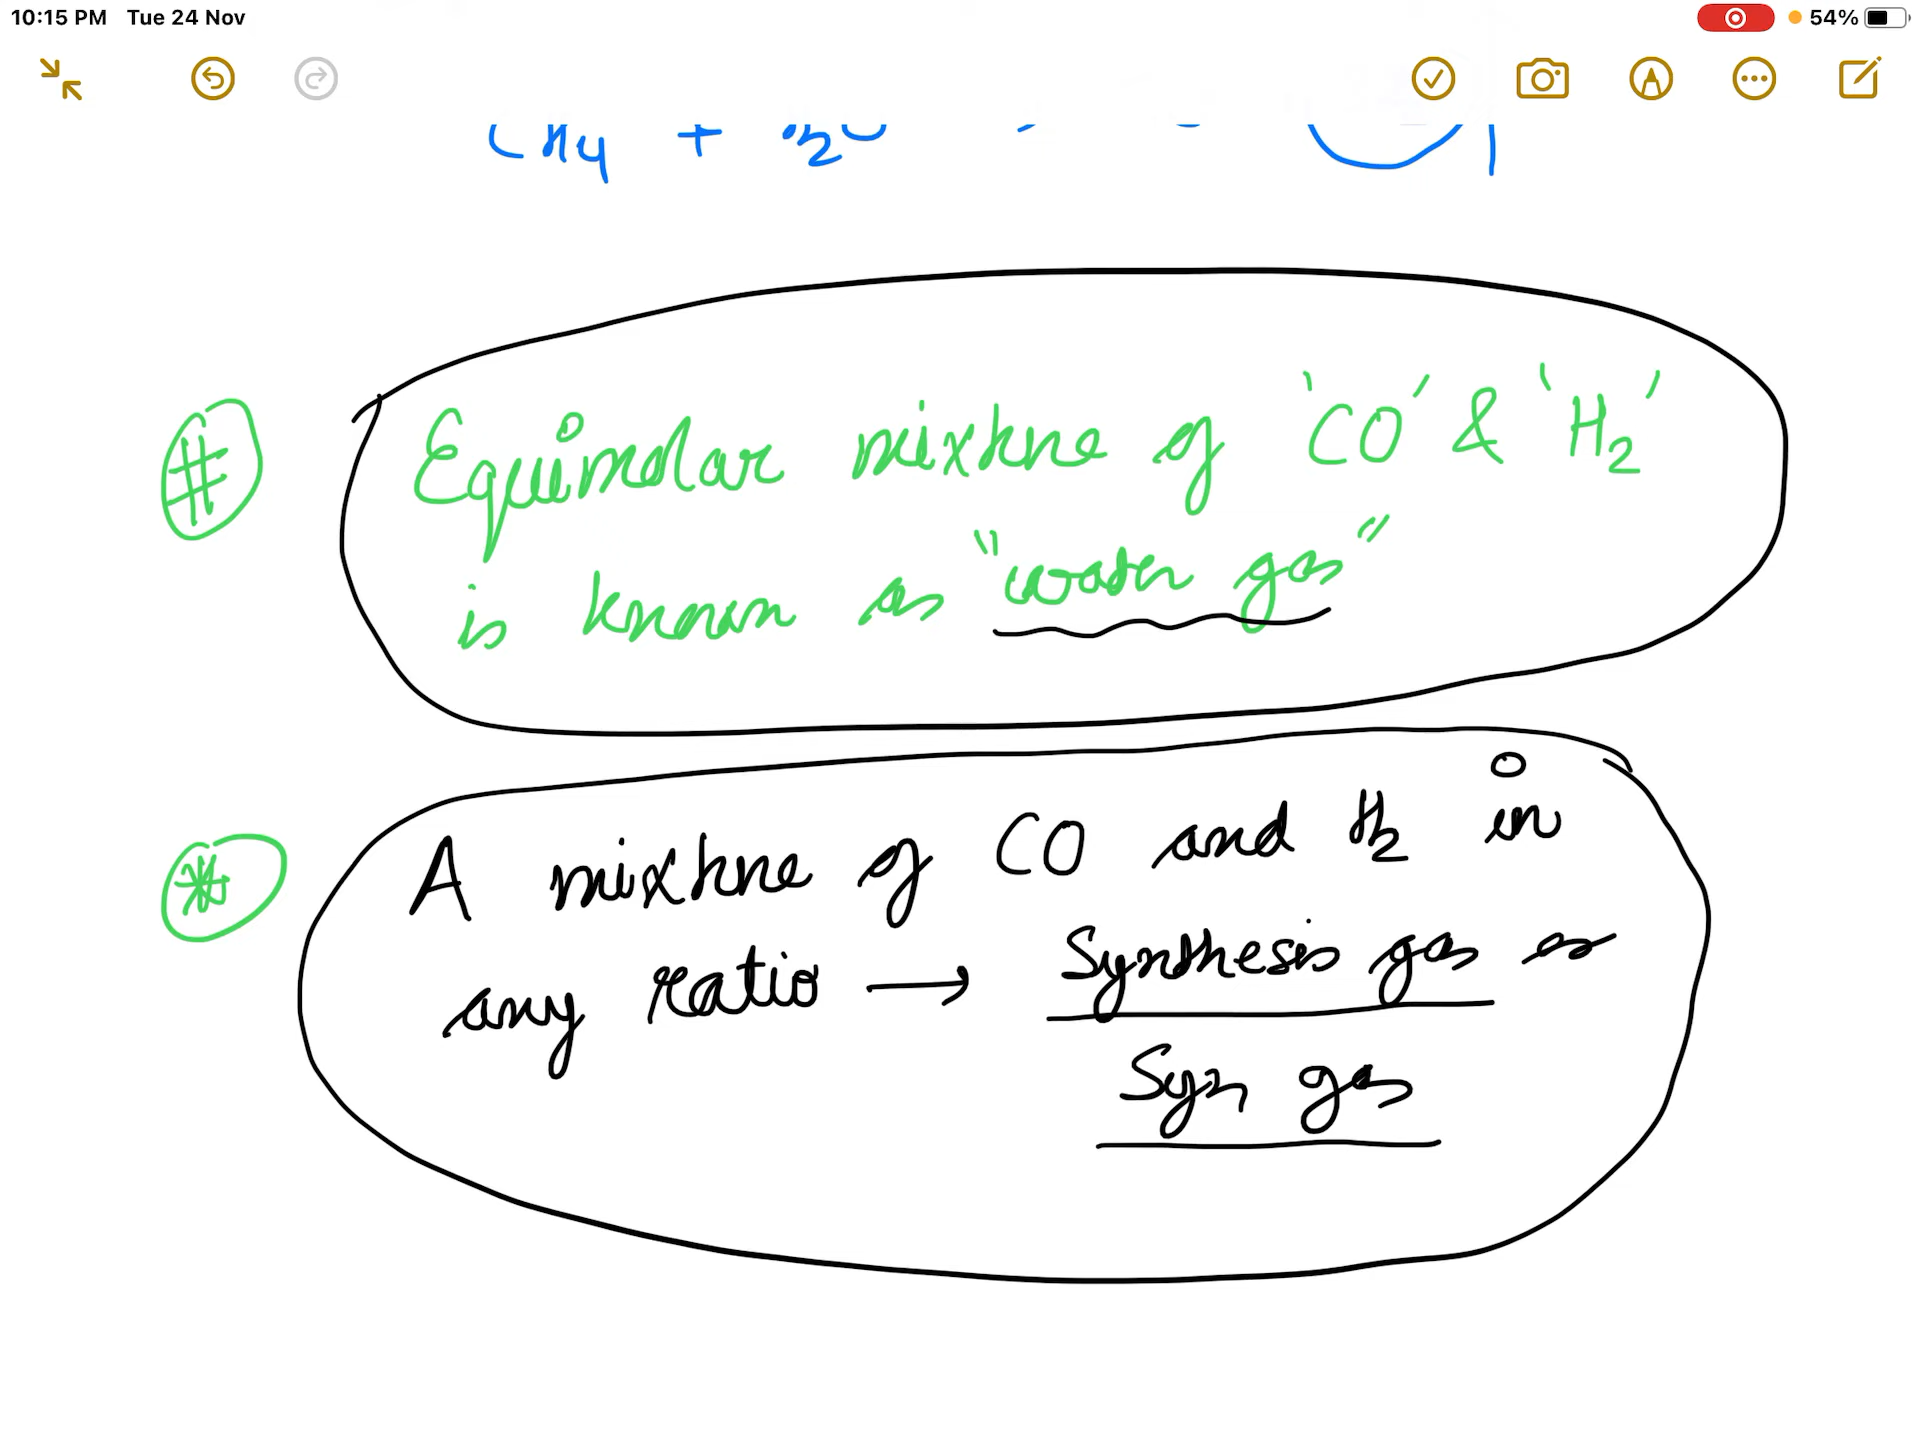 10:15 PM Tue 24 Nov 54%
CH4 + H2O
# Equimolar mixture of 'CO' & 'H2'
is known as "water gas"
* A mixture of CO and H2 in
any ratio → Synthesis gas or
Syn gas